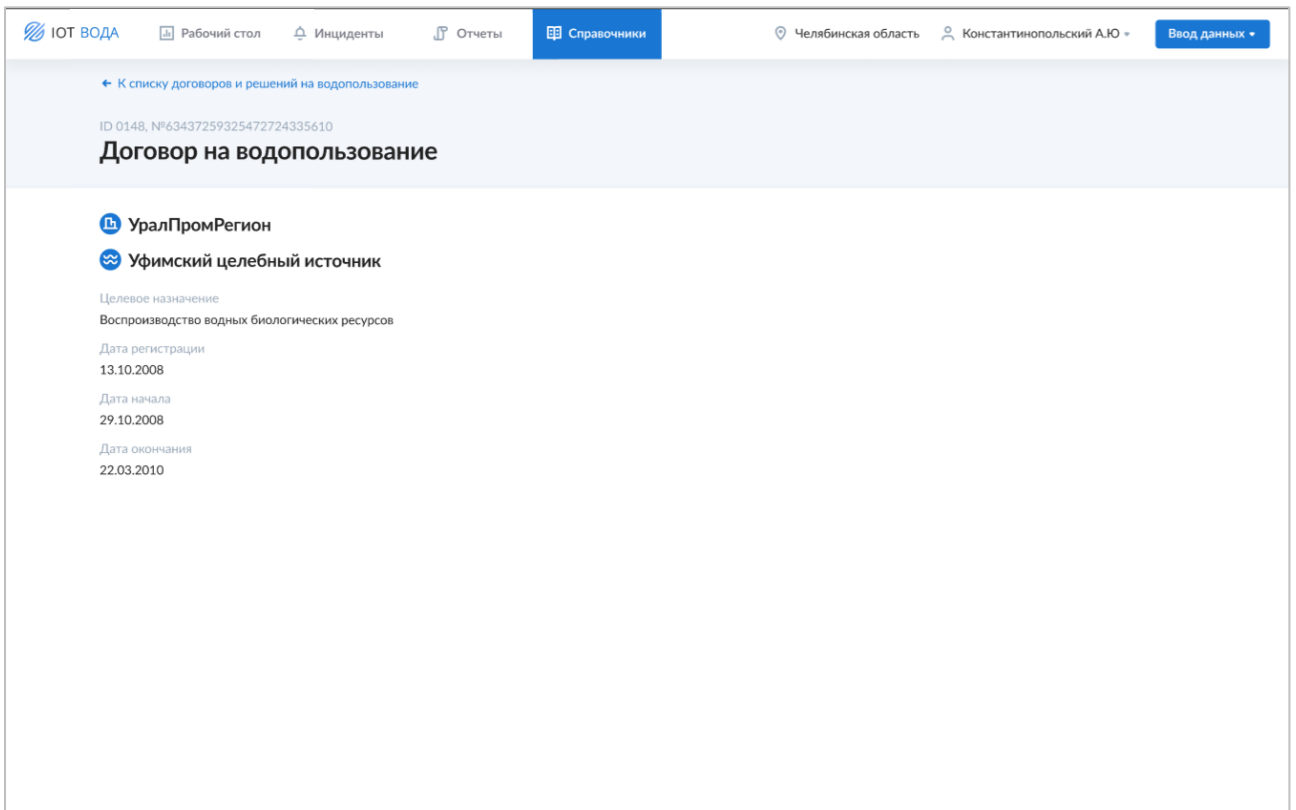 IOT ВОДА Рабочий стол Инциденты Отчеты Справочники Челябинская область Константинопольский А.Ю Ввод данных
← К списку договоров и решений на водопользование
ID 0148, №63437259325472724335610
Договор на водопользование
УралПромРегион
Уфимский целебный источник
Целевое назначение
Воспроизводство водных биологических ресурсов
Дата регистрации
13.10.2008
Дата начала
29.10.2008
Дата окончания
22.03.2010